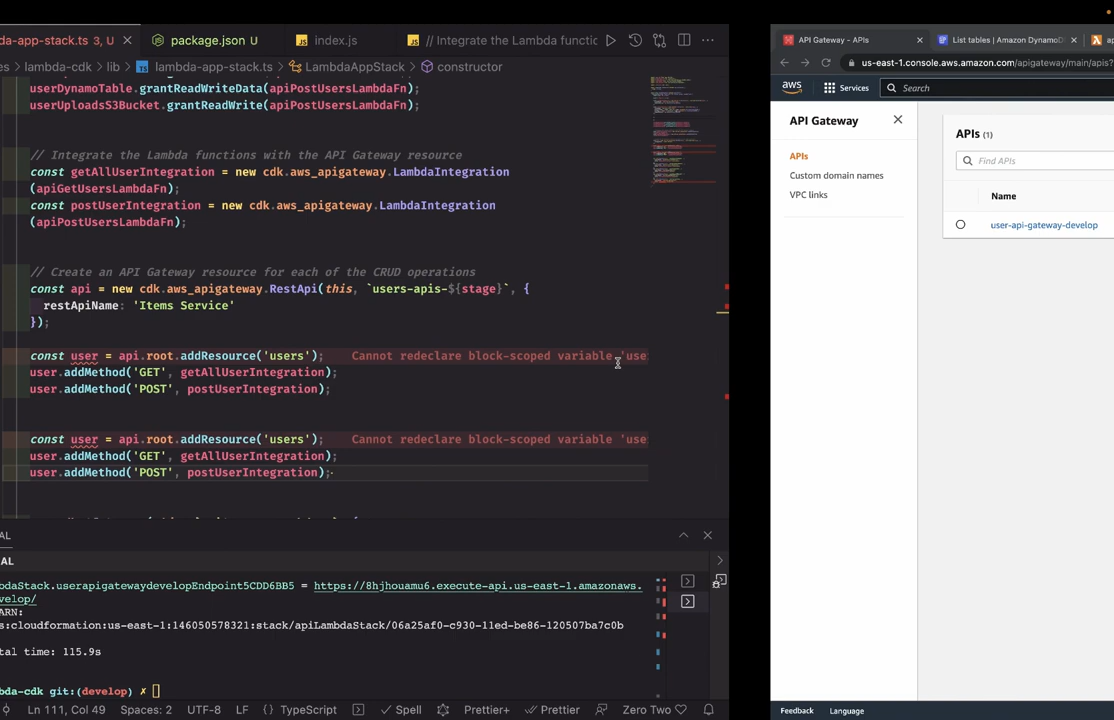 da-app-stack.ts 3, U
package.json U
index.js
// Integrate the Lambda functic
es > lambda-cdk > lib > lambda-app-stack.ts > LambdaAppStack > constructor
userDynamoTable.grantReadWriteData(apiPostUsersLambdaFn);
userUploadsS3Bucket.grantReadWrite(apiPostUsersLambdaFn);
// Integrate the Lambda functions with the API Gateway resource
const getAllUserIntegration = new cdk.aws_apigateway.LambdaIntegration
(apiGetUsersLambdaFn);
const postUserIntegration = new cdk.aws_apigateway.LambdaIntegration
(apiPostUsersLambdaFn);
// Create an API Gateway resource for each of the CRUD operations
const api = new cdk.aws_apigateway.RestApi(this, `users-apis-${stage}`, {
restApiName: 'Items Service'
});
const user = api.root.addResource('users'); Cannot redeclare block-scoped variable 'use
user.addMethod('GET', getAllUserIntegration);
user.addMethod('POST', postUserIntegration);
const user = api.root.addResource('users'); Cannot redeclare block-scoped variable 'use
user.addMethod('GET', getAllUserIntegration);
user.addMethod('POST', postUserIntegration);
AL
AL
bdaStack.userapigatewaydevelopEndpoint5CDD6BB5 = https://8hjhouamu6.execute-api.us-east-1.amazonaws.
velop/
ARN:
s:cloudformation:us-east-1:146050578321:stack/apiLambdaStack/06a25af0-c930-11ed-be86-120507ba7c0b
tal time: 115.9s
bda-cdk git:(develop) ✗
Ln 111, Col 49
Spaces: 2
UTF-8
LF
{} TypeScript
Spell
Prettier+
Prettier
Zero Two
API Gateway - APIs
List tables | Amazon DynamoD
ap
us-east-1.console.aws.amazon.com/apigateway/main/apis?
aws
Services
Search
API Gateway
APIs
Custom domain names
VPC links
APIs (1)
Find APIs
Name
user-api-gateway-develop
Feedback
Language